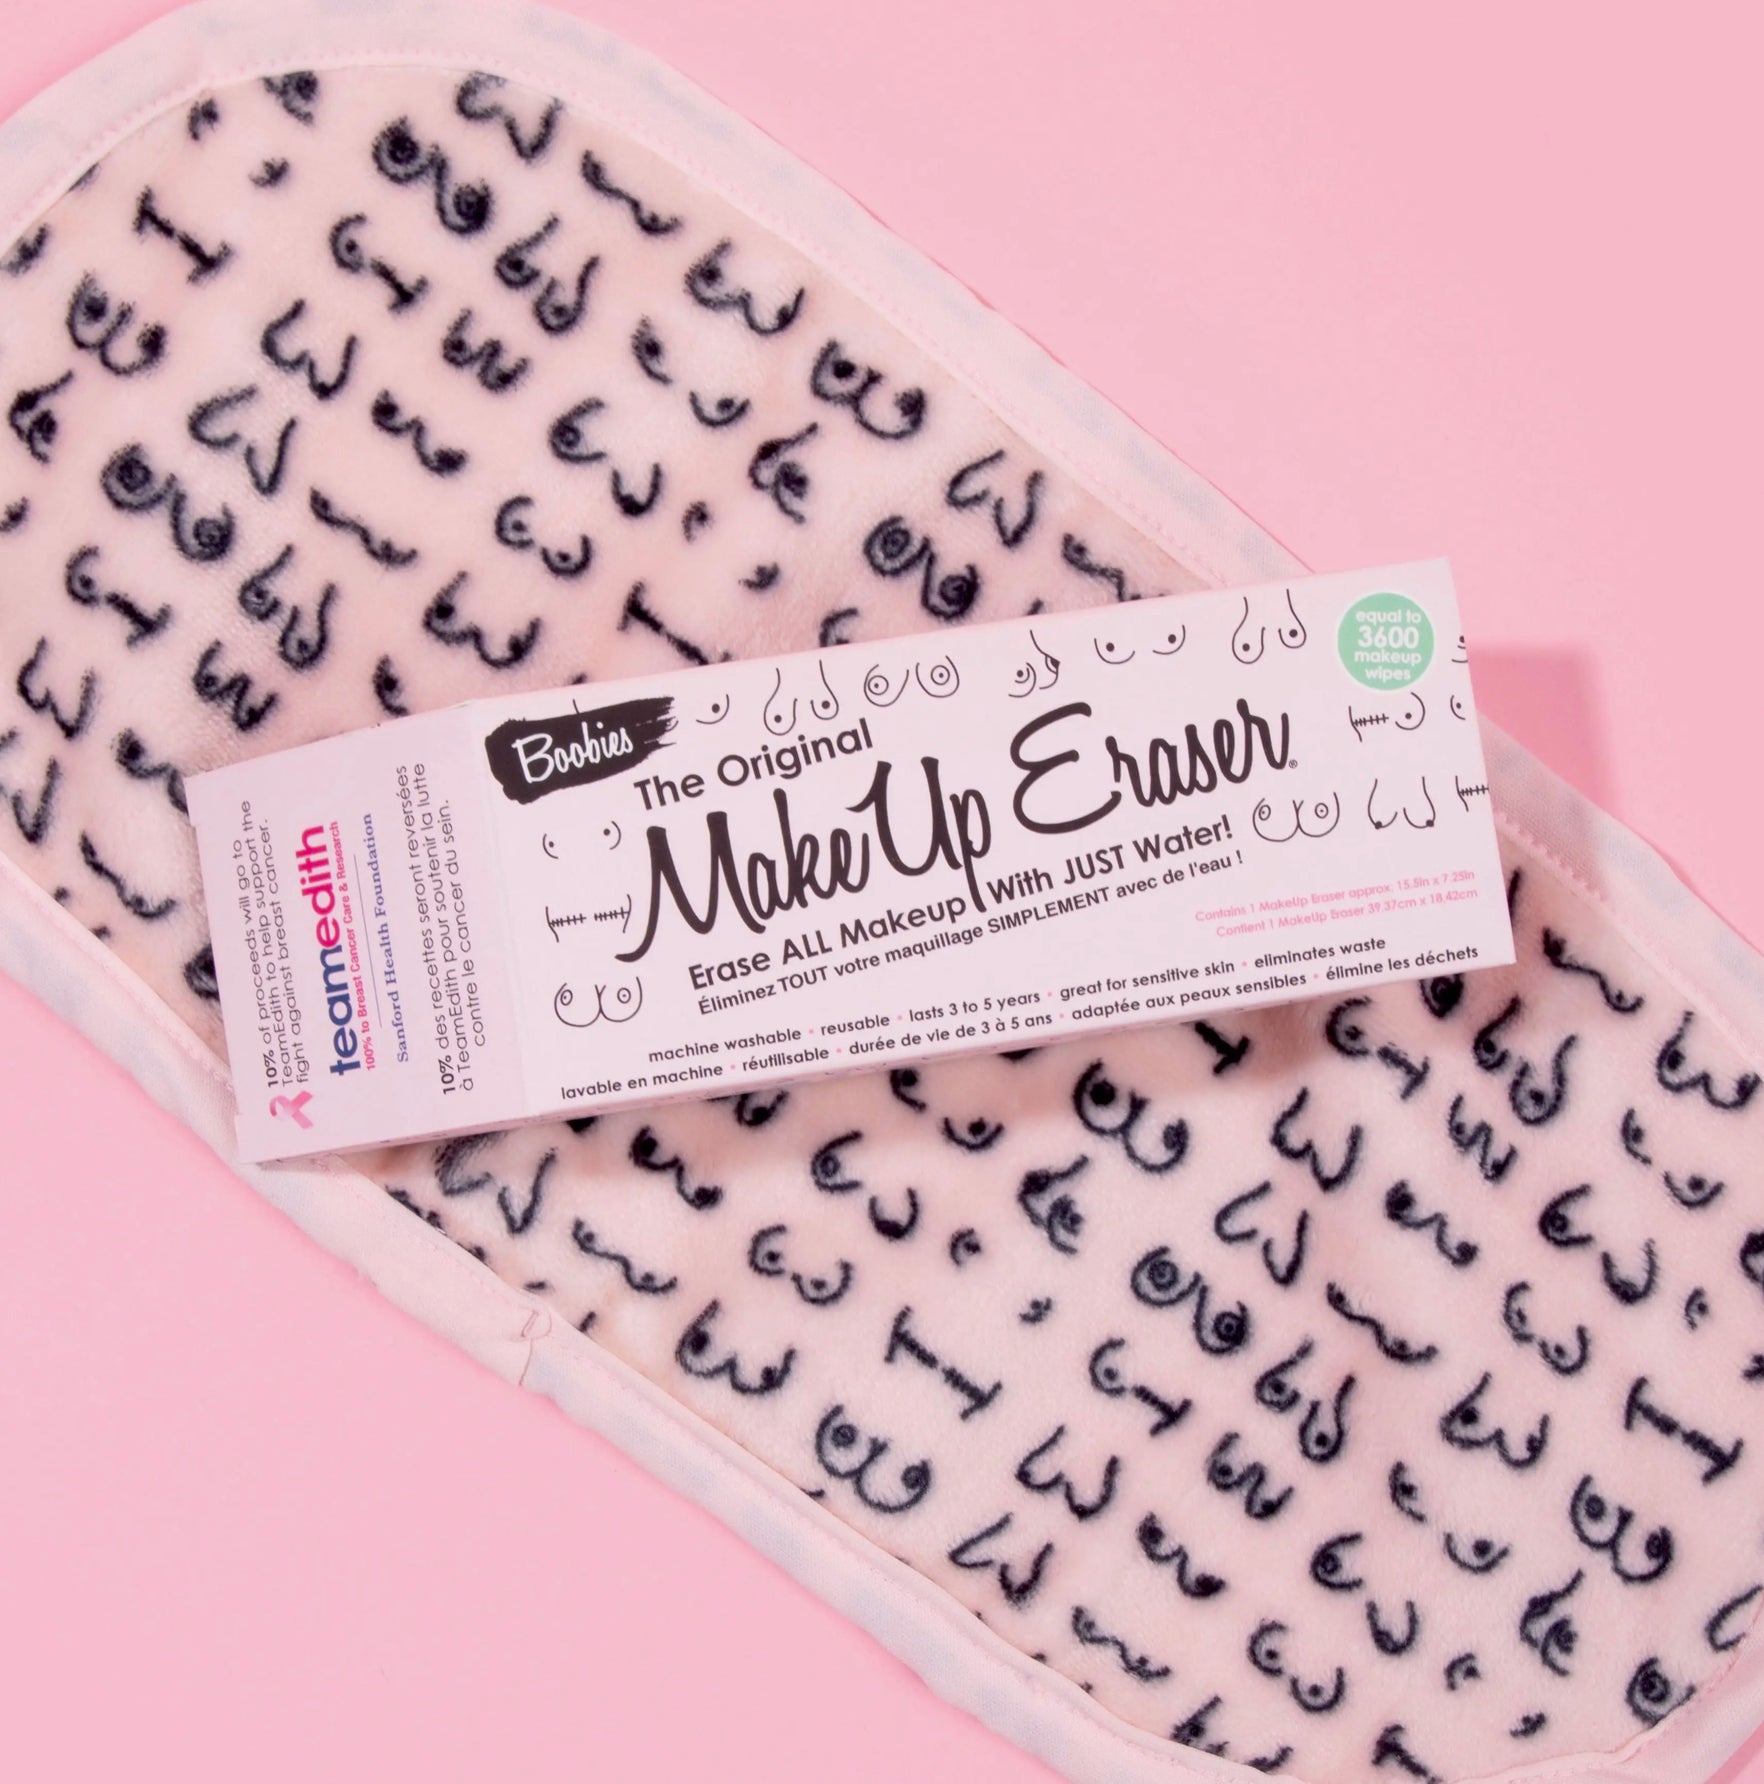 Boobies
The Original
MakeUp Eraser®
Erase ALL Makeup With JUST Water!
Éliminez TOUT votre maquillage SIMPLEMENT avec de l'eau !
equal to
3600
makeup
wipes
Contains 1 MakeUp Eraser approx. 15.5in x 7.25in
Contient 1 MakeUp Eraser 39.37cm x 18.42cm
machine washable • reusable • lasts 3 to 5 years • great for sensitive skin • eliminates waste
lavable en machine • réutilisable • durée de vie de 3 à 5 ans • adaptée aux peaux sensibles • élimine les déchets
10% of proceeds will go to
TeamEdith to help support the
fight against breast cancer.
teamedith
100% to Breast Cancer Care & Research
Sanford Health Foundation
10% des recettes seront reversées
à TeamEdith pour soutenir la lutte
contre le cancer du sein.